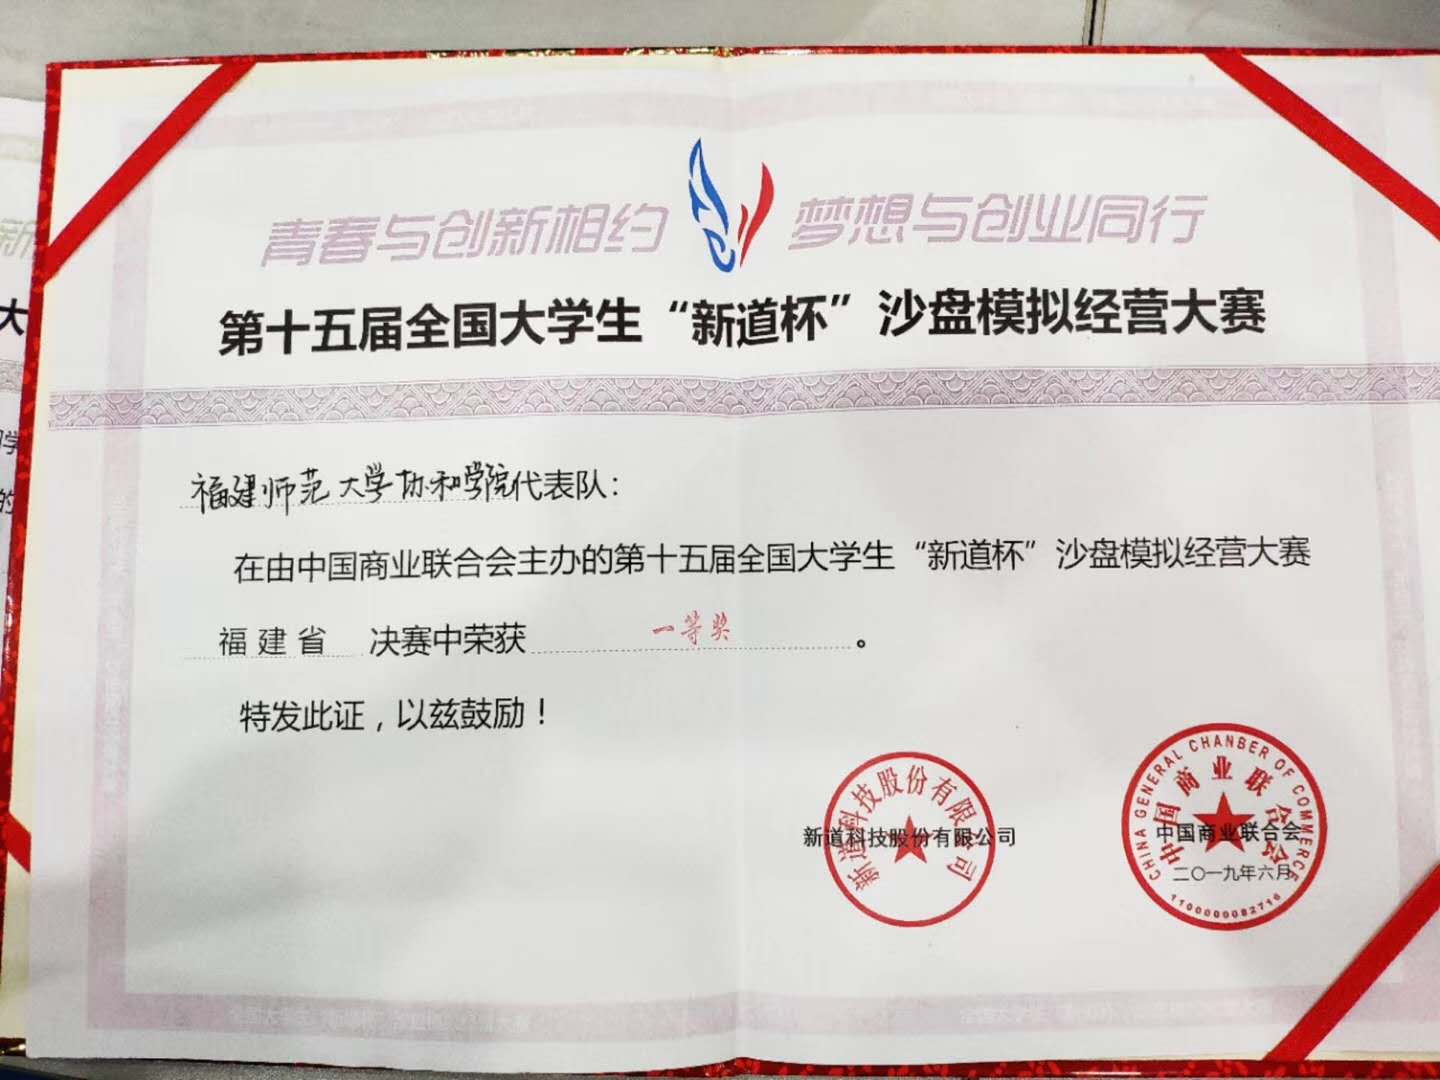 青春与创新相约 梦想与创业同行
第十五届全国大学生“新道杯”沙盘模拟经营大赛
福建师范大学协和学院代表队：
在由中国商业联合会主办的第十五届全国大学生“新道杯”沙盘模拟经营大赛
福建省 决赛中荣获 一等奖 。
特发此证，以兹鼓励！
新道科技股份有限公司
新道科技股份有限公司
CHINA GENERAL CHANBER OF COMMERCE
中国商业联合会
中国商业联合会
二〇一九年六月
1100000082716
新
大
的